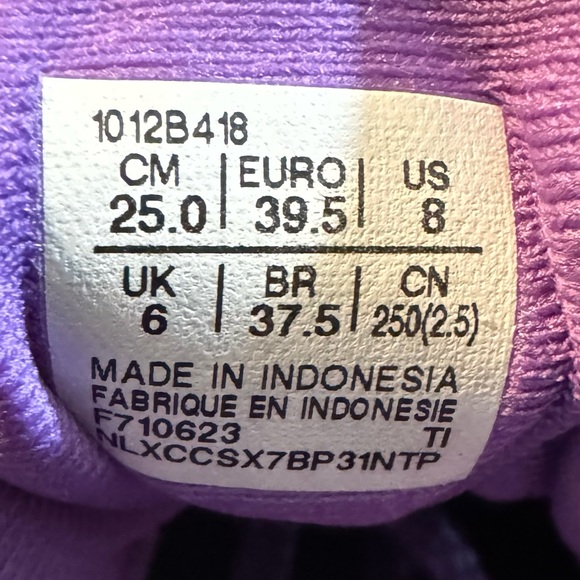 1012B418
CM | EURO | US
25.0 | 39.5 | 8
UK | BR | CN
6 | 37.5 | 250(2.5)
MADE IN INDONESIA
FABRIQUE EN INDONESIE
F710623 TI
NLXCCSX7BP31NTP